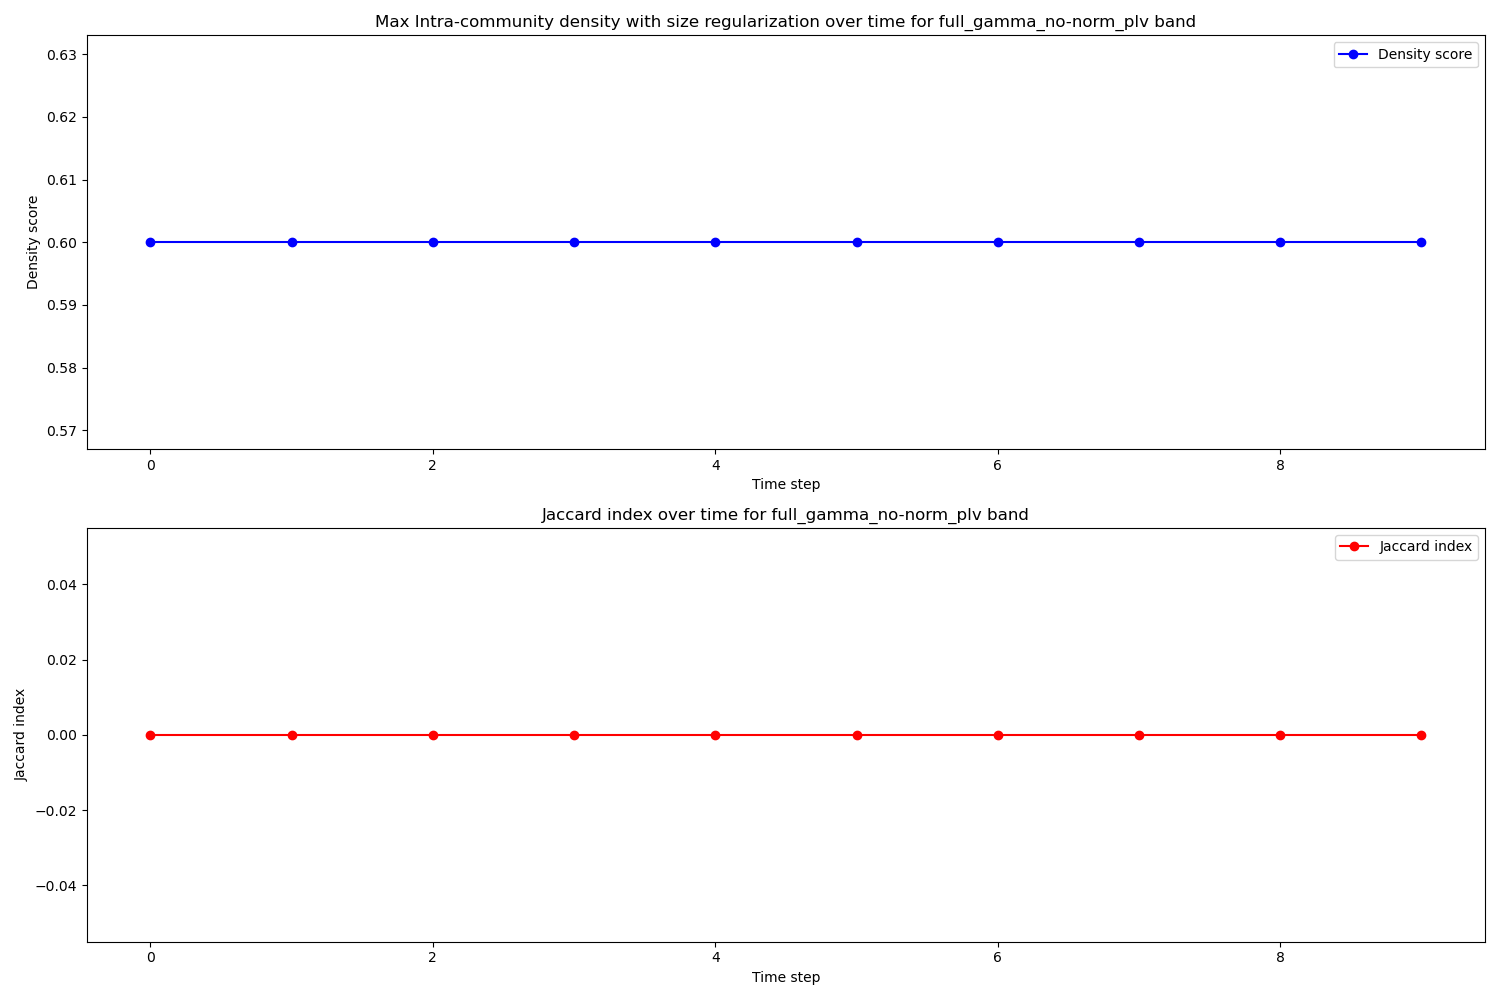 Max Intra-community density with size regularization over time for full_gamma_no-norm_plv band
Density score
0.63
0.62
0.61
0.60
0.59
0.58
0.57
Density score
0 2 4 6 8
Time step
Jaccard index over time for full_gamma_no-norm_plv band
Jaccard index
0.04
0.02
0.00
−0.02
−0.04
Jaccard index
0 2 4 6 8
Time step